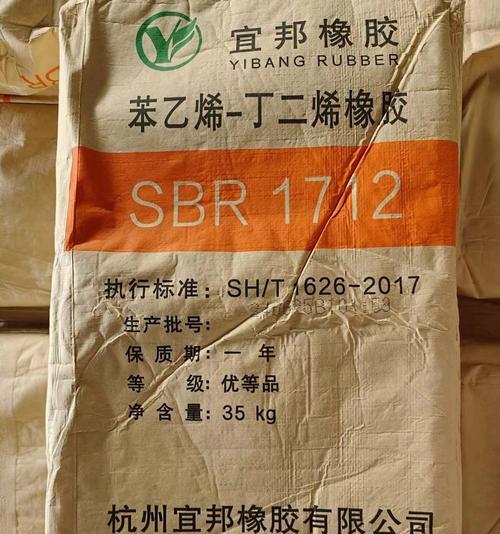 宜邦橡胶
YIBANG RUBBER
苯乙烯-丁二烯橡胶
SBR 1712
执行标准：SH/T 1626-2017
生产批号：
保质期：一年
等级：优等品
净含量：35 kg
杭州宜邦橡胶有限公司